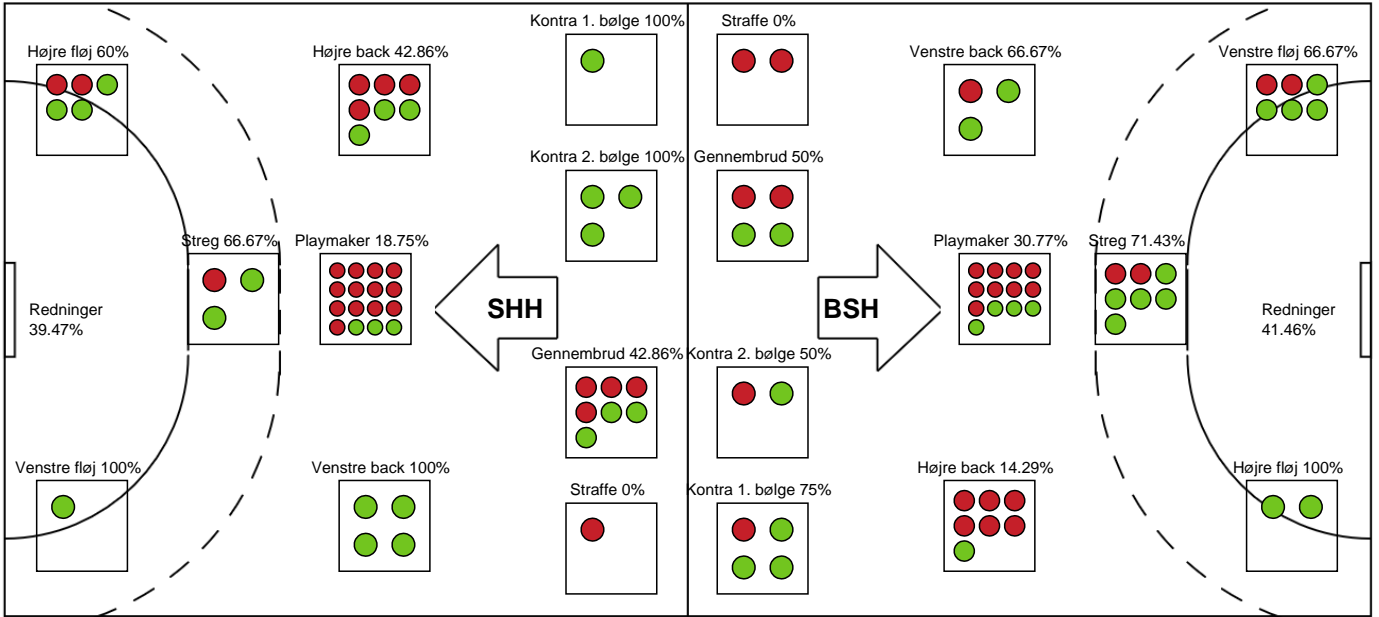 Kontra 1. bølge 100%
Straffe 0%
Højre fløj 60%
Højre back 42.86%
Venstre back 66.67%
Venstre fløj 66.67%
Kontra 2. bølge 100%
Gennembrud 50%
Streg 66.67%
Playmaker 18.75%
Playmaker 30.77%
Streg 71.43%
Redninger
39.47%
SHH
BSH
Redninger
41.46%
Gennembrud 42.86%
Kontra 2. bølge 50%
Venstre fløj 100%
Venstre back 100%
Straffe 0%
Kontra 1. bølge 75%
Højre back 14.29%
Højre fløj 100%